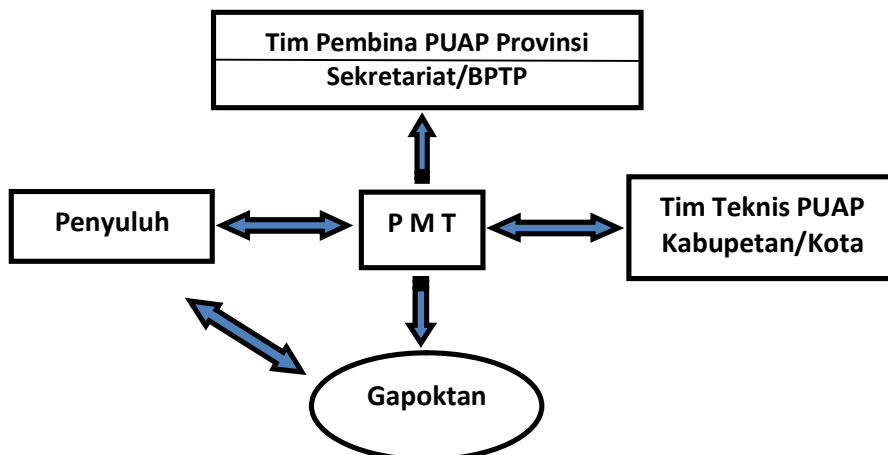 Tim Pembina PUAP Provinsi
Sekretariat/BPTP
Penyuluh
P M T
Tim Teknis PUAP
Kabupetan/Kota
Gapoktan